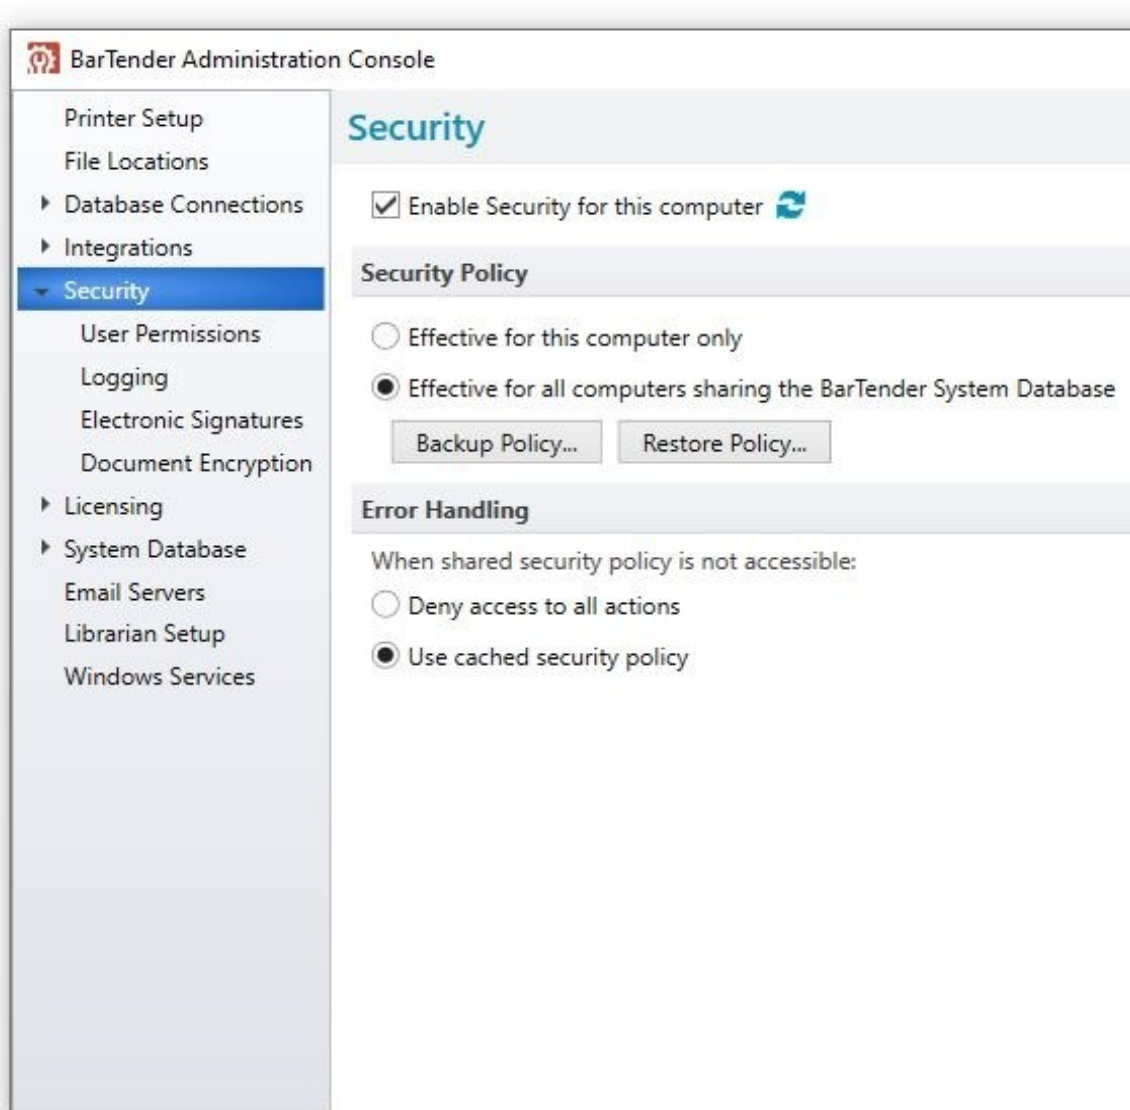 BarTender Administration Console
Printer Setup
File Locations
Database Connections
Integrations
Security
User Permissions
Logging
Electronic Signatures
Document Encryption
Licensing
System Database
Email Servers
Librarian Setup
Windows Services
Security
Enable Security for this computer
Security Policy
Effective for this computer only
Effective for all computers sharing the BarTender System Database
Backup Policy... Restore Policy...
Error Handling
When shared security policy is not accessible:
Deny access to all actions
Use cached security policy